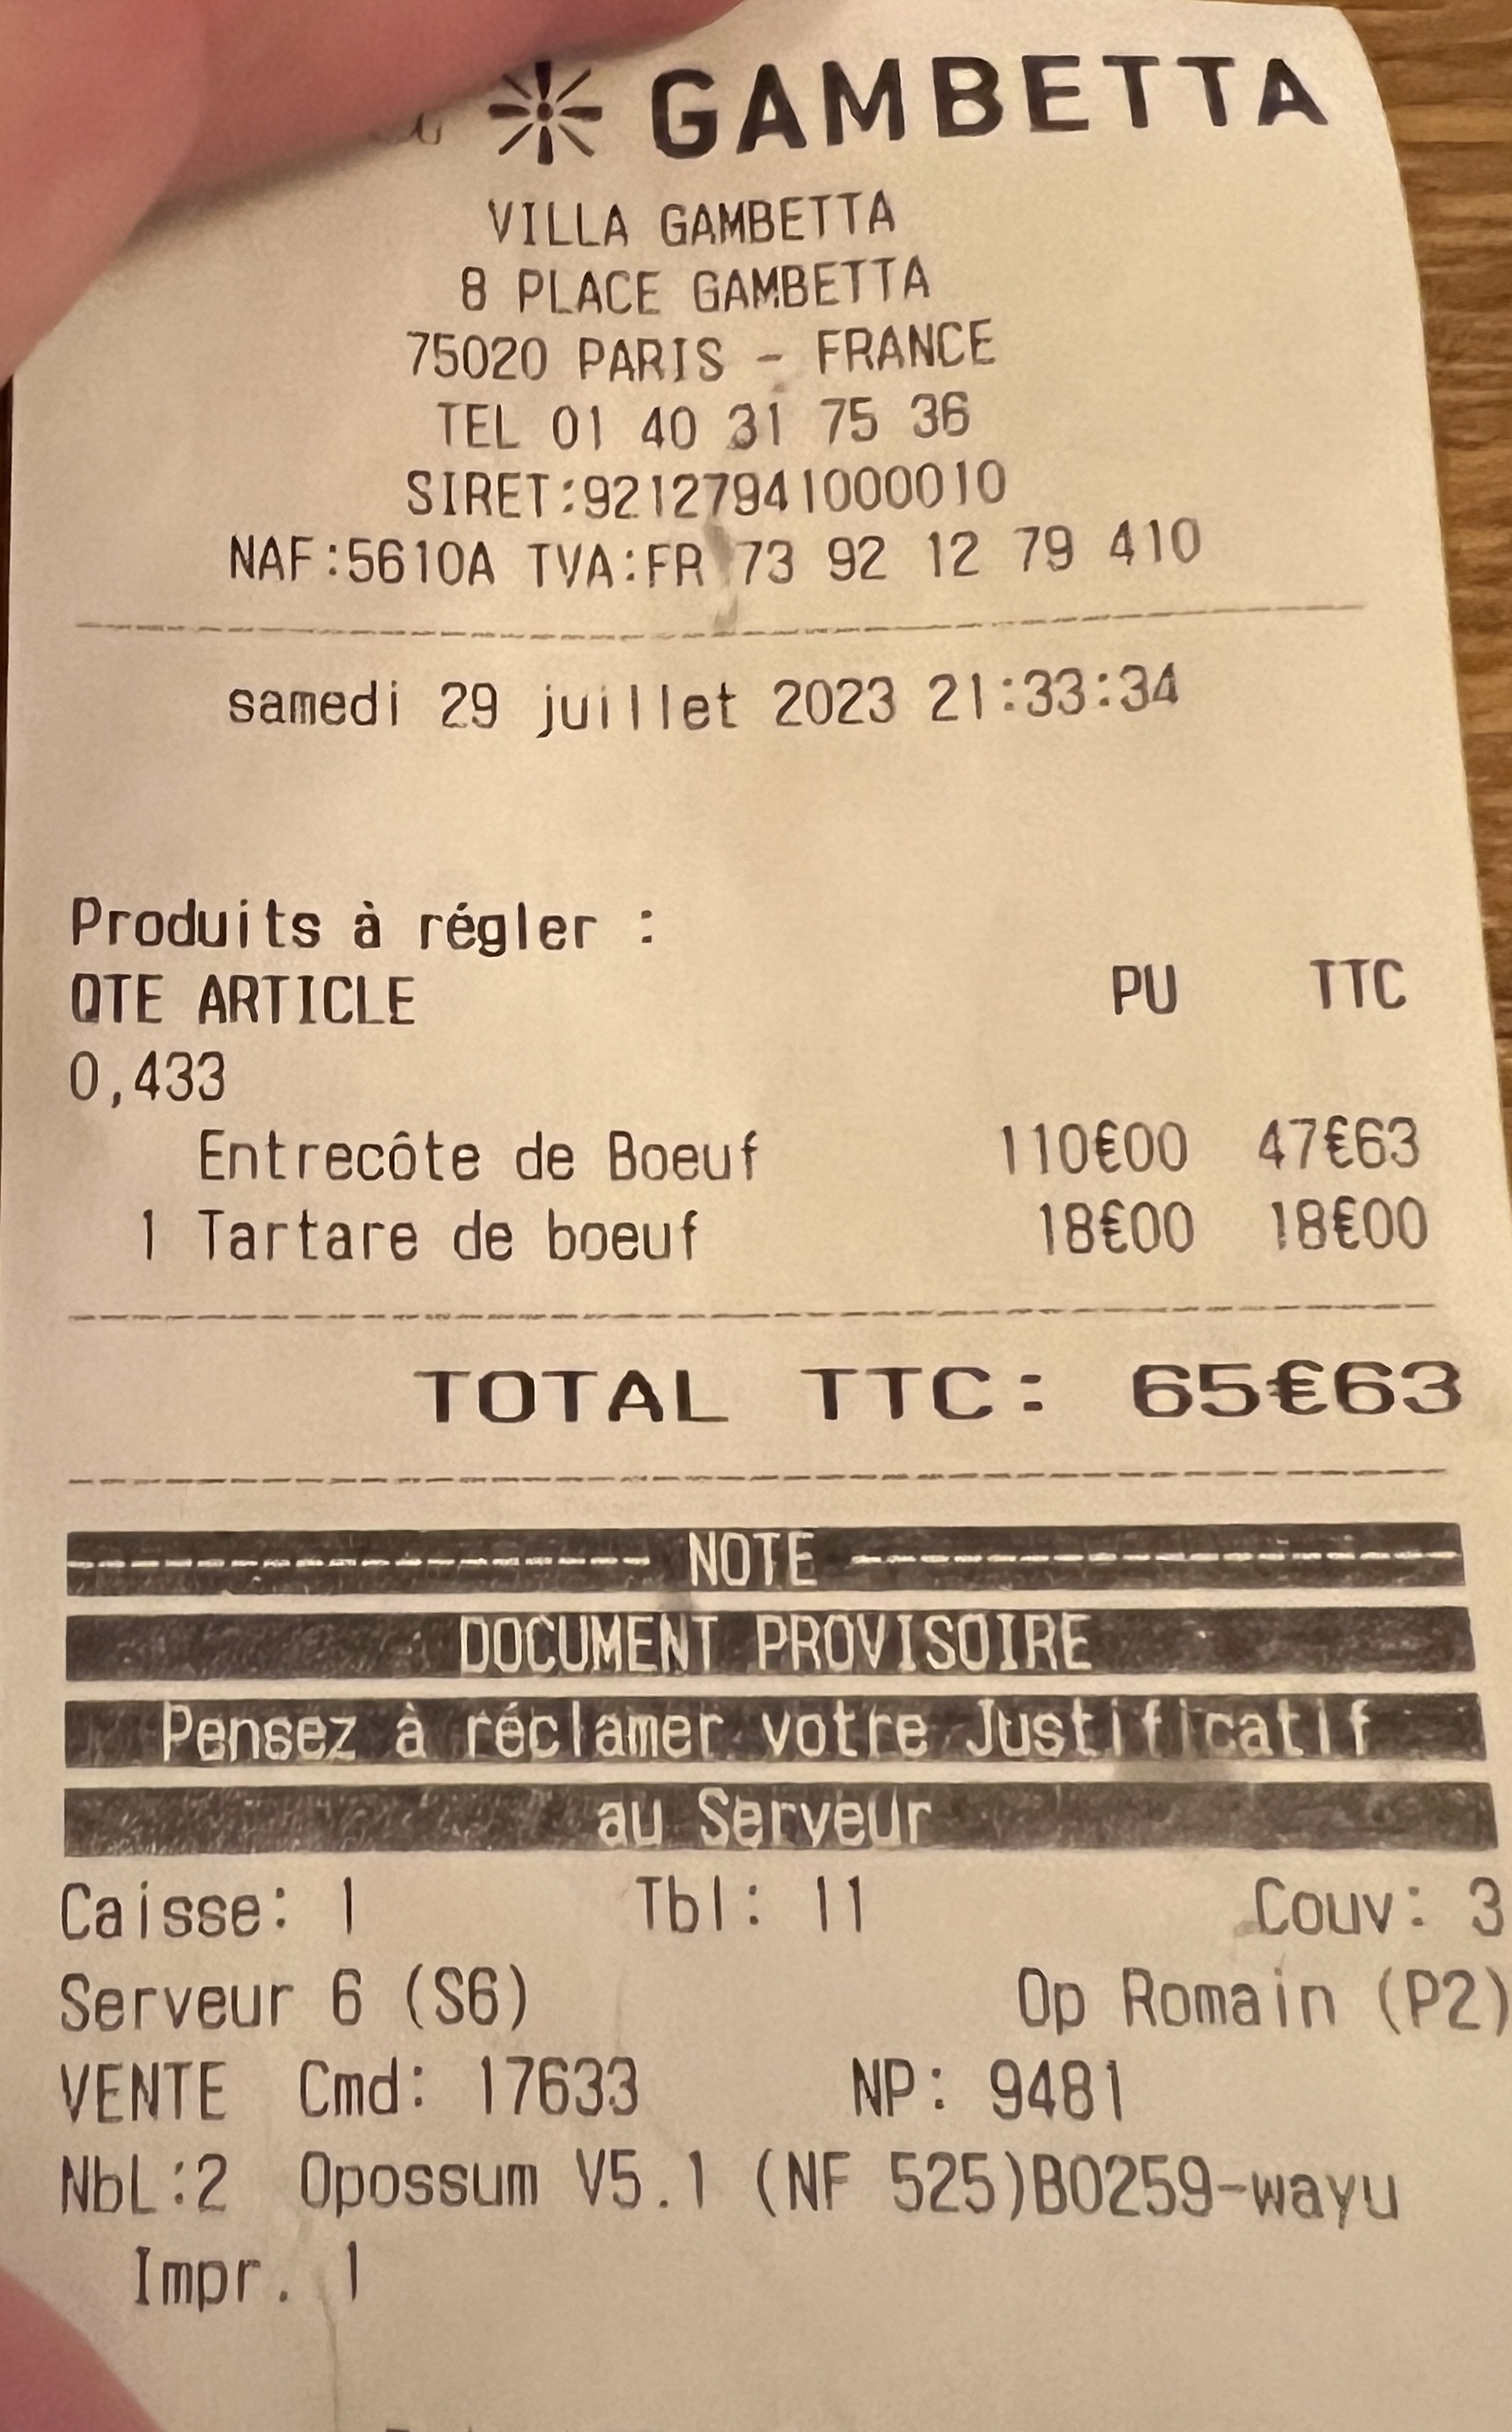 GAMBETTA
VILLA GAMBETTA
8 PLACE GAMBETTA
75020 PARIS - FRANCE
TEL 01 40 31 75 36
SIRET:92127941000010
NAF:5610A TVA:FR 73 92 12 79 410
samedi 29 juillet 2023 21:33:34
Produits à régler :
QTE ARTICLE PU TTC
0,433
Entrecôte de Boeuf 110€00 47€63
1 Tartare de boeuf 18€00 18€00
TOTAL TTC: 65€63
NOTE
DOCUMENT PROVISOIRE
Pensez à réclamer votre Justificatif
au Serveur
Caisse: 1 Tbl: 11 Couv: 3
Serveur 6 (S6) Op Romain (P2)
VENTE Cmd: 17633 NP: 9481
NbL:2 Opossum V5.1 (NF 525)B0259-wayu
Impr. 1